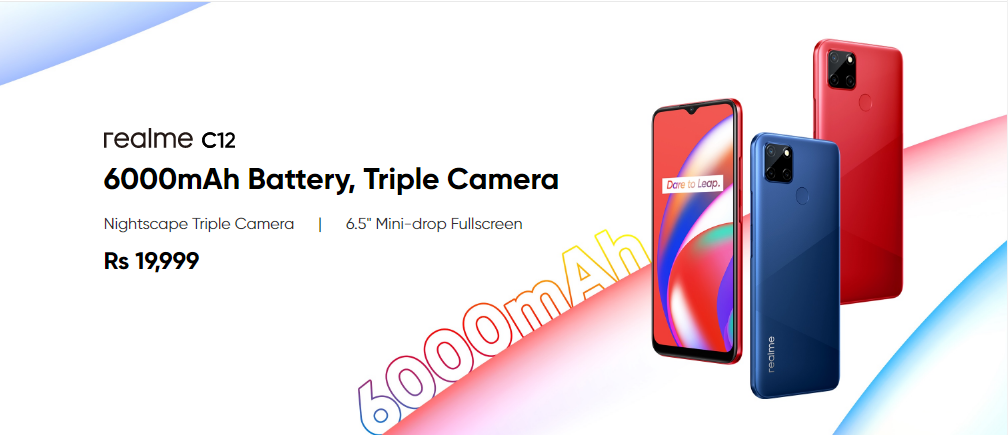 realme C12
6000mAh Battery, Triple Camera
Nightscape Triple Camera | 6.5" Mini-drop Fullscreen
Rs 19,999
6000mAh
Dare to Leap.
realme